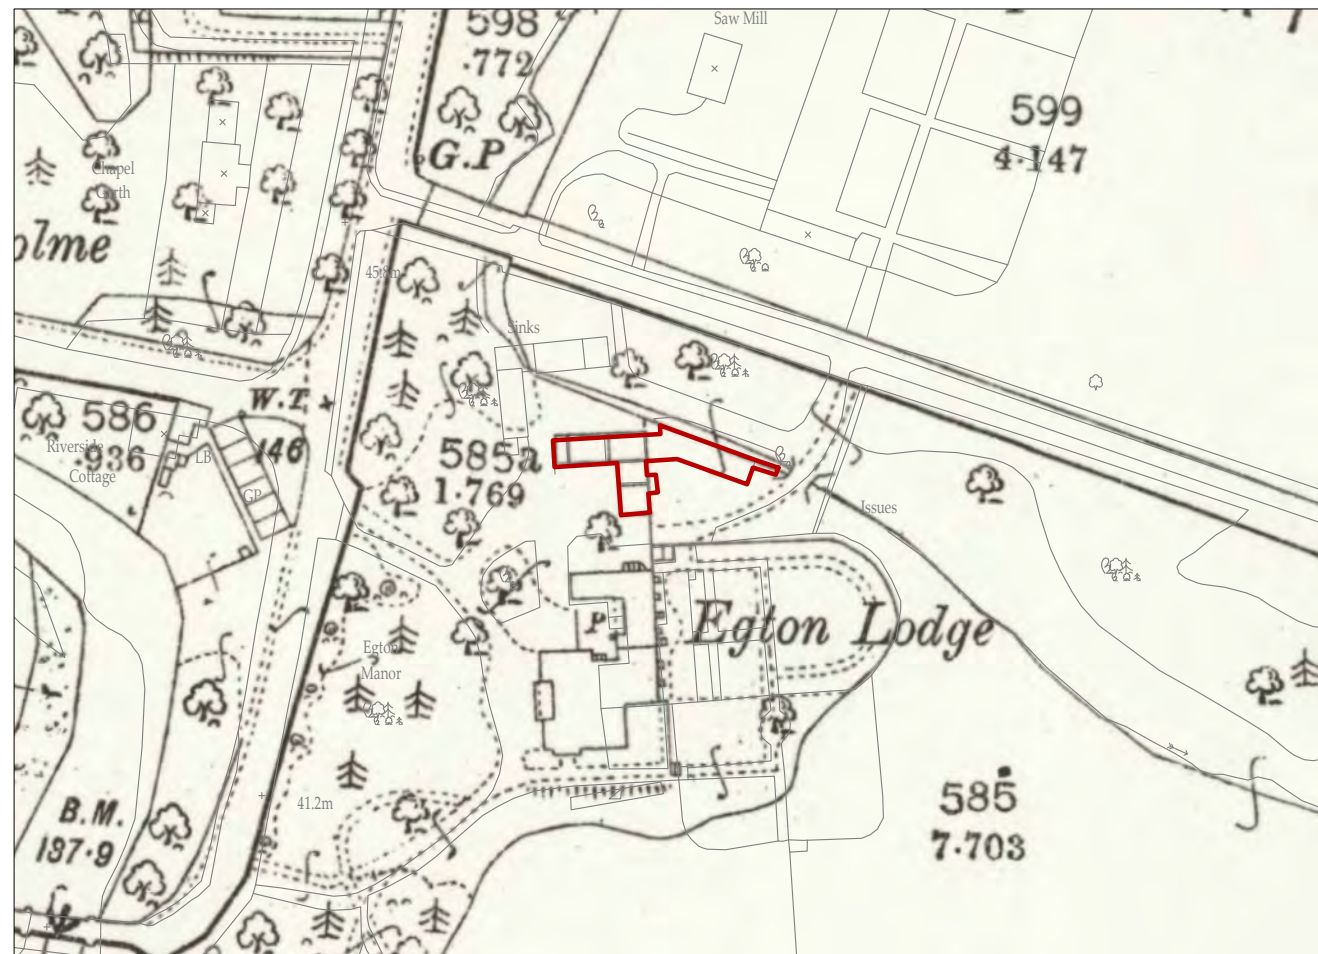 Saw Mill
598
·772
599
4·147
G.P
Chapel
Garth
olme
45.8m
Sinks
W.T.
586
·936
146
Riverside
Cottage
LB
GP
585a
1·769
Issues
P
Egton Lodge
Egton
Manor
41.2m
B.M.
137·9
585
7·703